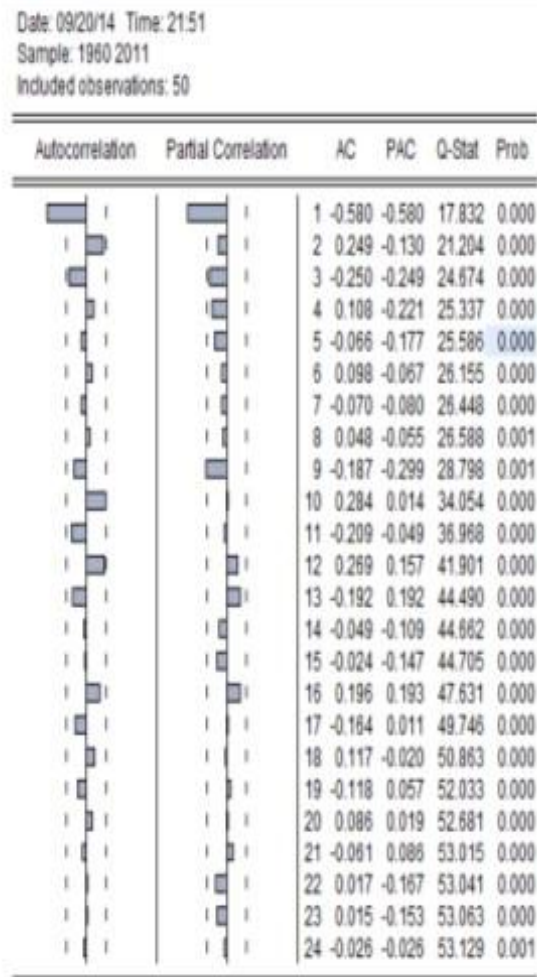 Date: 09/20/14 Time: 21:51
Sample: 1960 2011
Included observations: 50
Autocorrelation Partial Correlation AC PAC Q-Stat Prob
1 -0.580 -0.580 17.832 0.000
2 0.249 -0.130 21.204 0.000
3 -0.250 -0.249 24.674 0.000
4 0.108 -0.221 25.337 0.000
5 -0.066 -0.177 25.586 0.000
6 0.098 -0.067 26.155 0.000
7 -0.070 -0.080 26.448 0.000
8 0.048 -0.055 26.588 0.001
9 -0.187 -0.299 28.798 0.001
10 0.284 0.014 34.054 0.000
11 -0.209 -0.049 36.968 0.000
12 0.269 0.157 41.901 0.000
13 -0.192 0.192 44.490 0.000
14 -0.049 -0.109 44.662 0.000
15 -0.024 -0.147 44.705 0.000
16 0.196 0.193 47.631 0.000
17 -0.164 0.011 49.746 0.000
18 0.117 -0.020 50.863 0.000
19 -0.118 0.057 52.033 0.000
20 0.086 0.019 52.681 0.000
21 -0.061 0.086 53.015 0.000
22 0.017 -0.167 53.041 0.000
23 0.015 -0.153 53.063 0.000
24 -0.026 -0.026 53.129 0.001